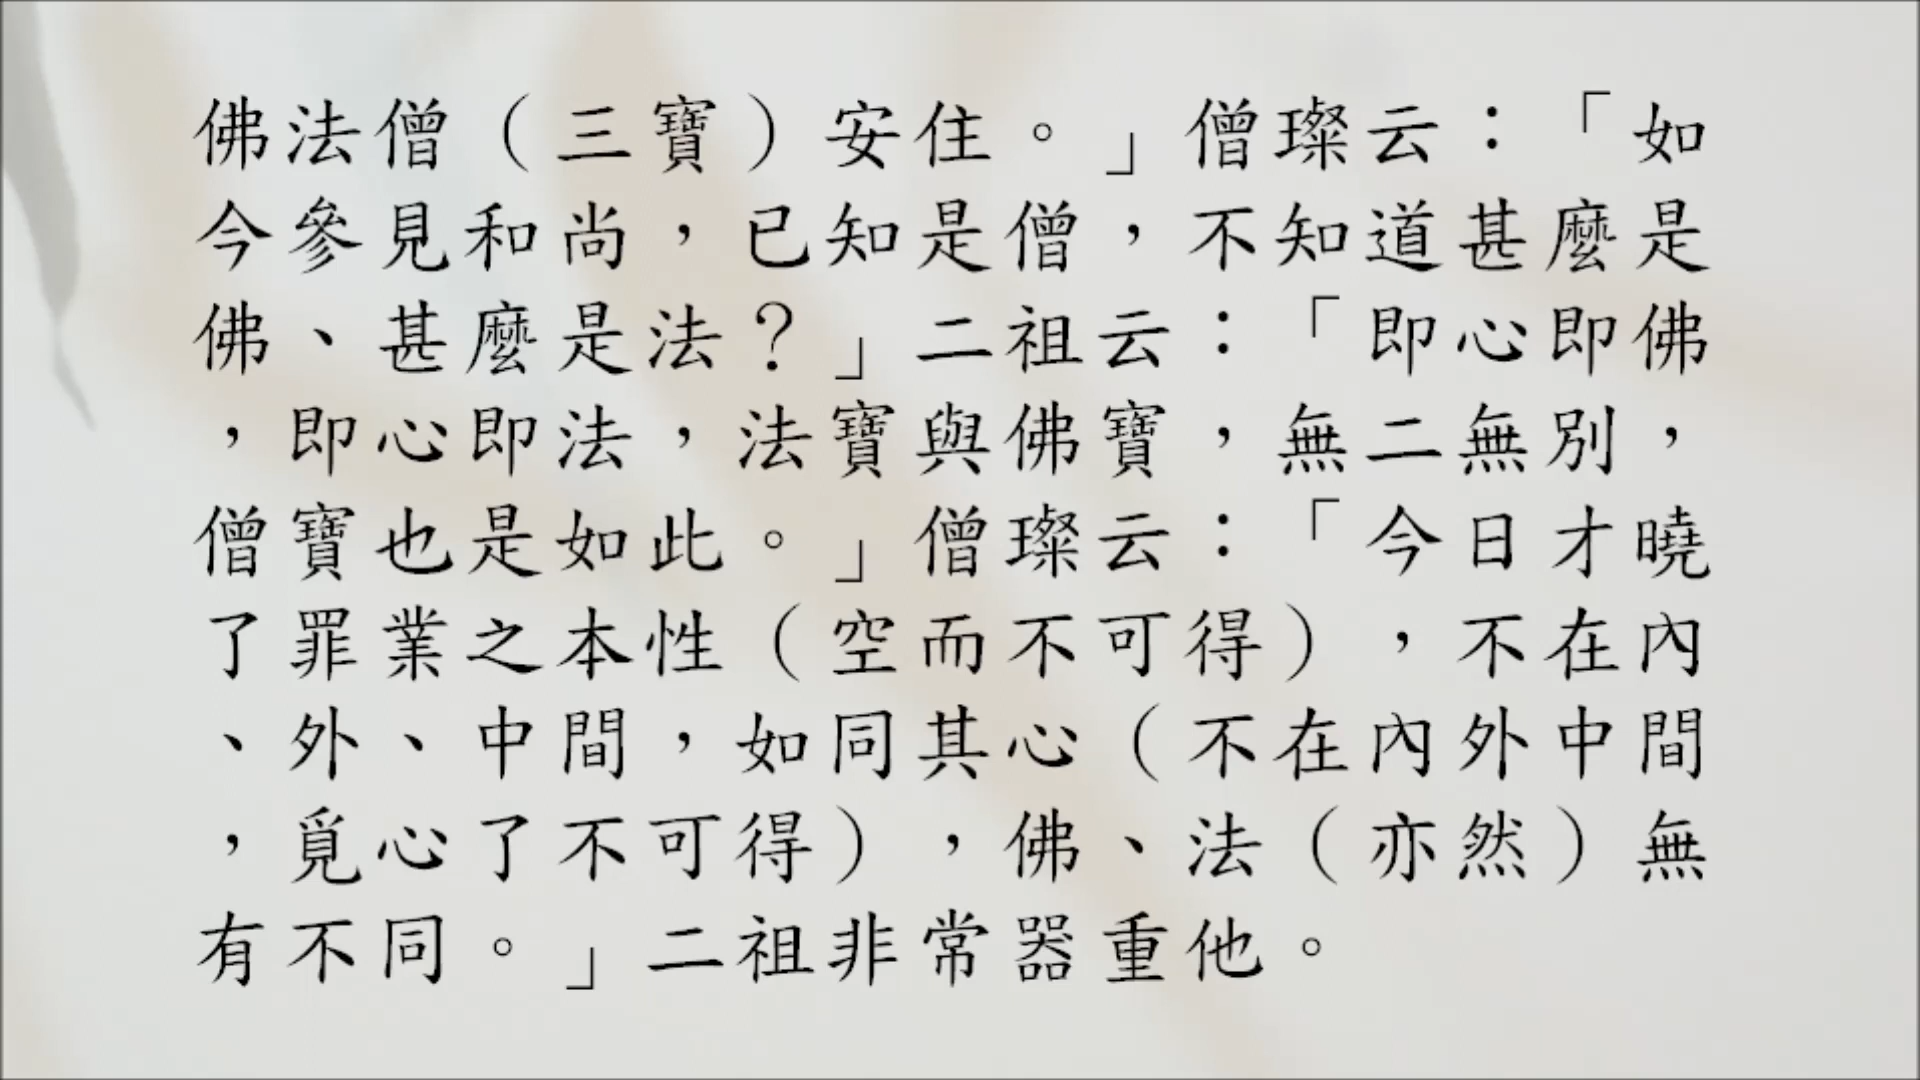 佛法僧（三寶）安住。」僧璨云：「如
今參見和尚，已知是僧，不知道甚麼是
佛、甚麼是法？」二祖云：「即心即佛
，即心即法，法寶與佛寶，無二無別，
僧寶也是如此。」僧璨云：「今日才曉
了罪業之本性（空而不可得），不在內
、外、中間，如同其心（不在內外中間
，覓心了不可得），佛、法（亦然）無
有不同。」二祖非常器重他。